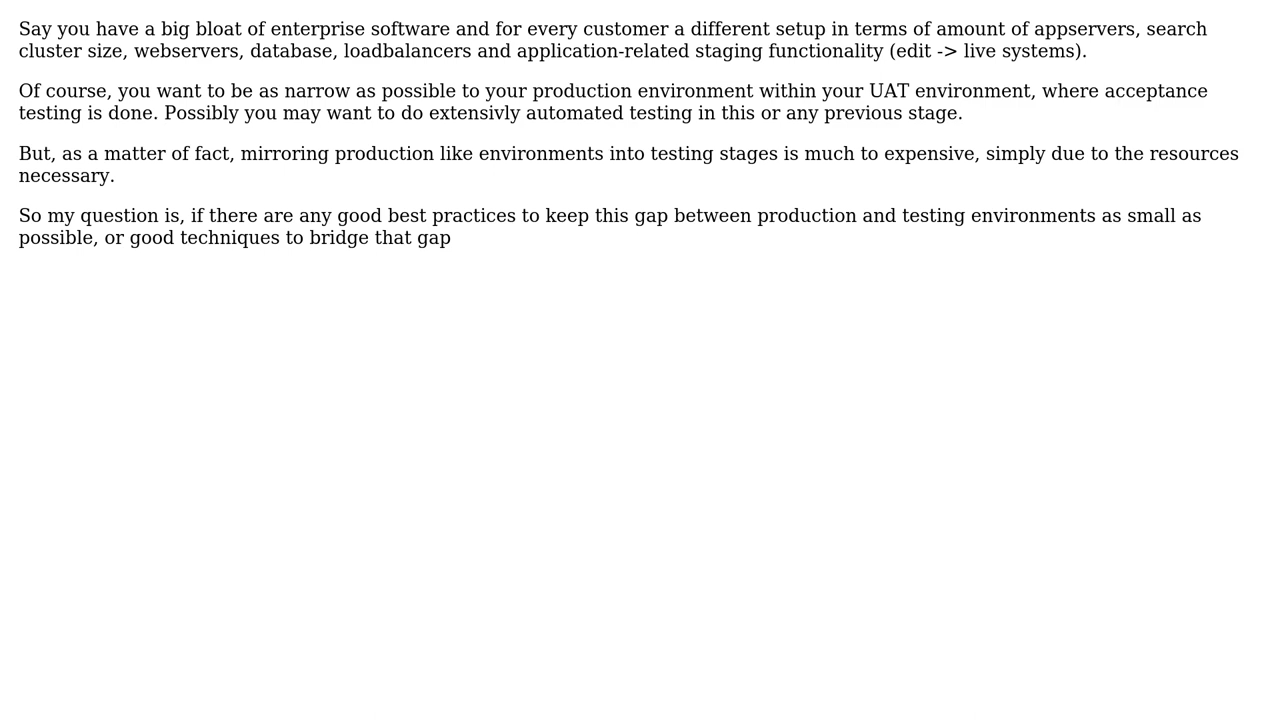 Say you have a big bloat of enterprise software and for every customer a different setup in terms of amount of appservers, search
cluster size, webservers, database, loadbalancers and application-related staging functionality (edit -> live systems).
Of course, you want to be as narrow as possible to your production environment within your UAT environment, where acceptance
testing is done. Possibly you may want to do extensivly automated testing in this or any previous stage.
But, as a matter of fact, mirroring production like environments into testing stages is much to expensive, simply due to the resources
necessary.
So my question is, if there are any good best practices to keep this gap between production and testing environments as small as
possible, or good techniques to bridge that gap